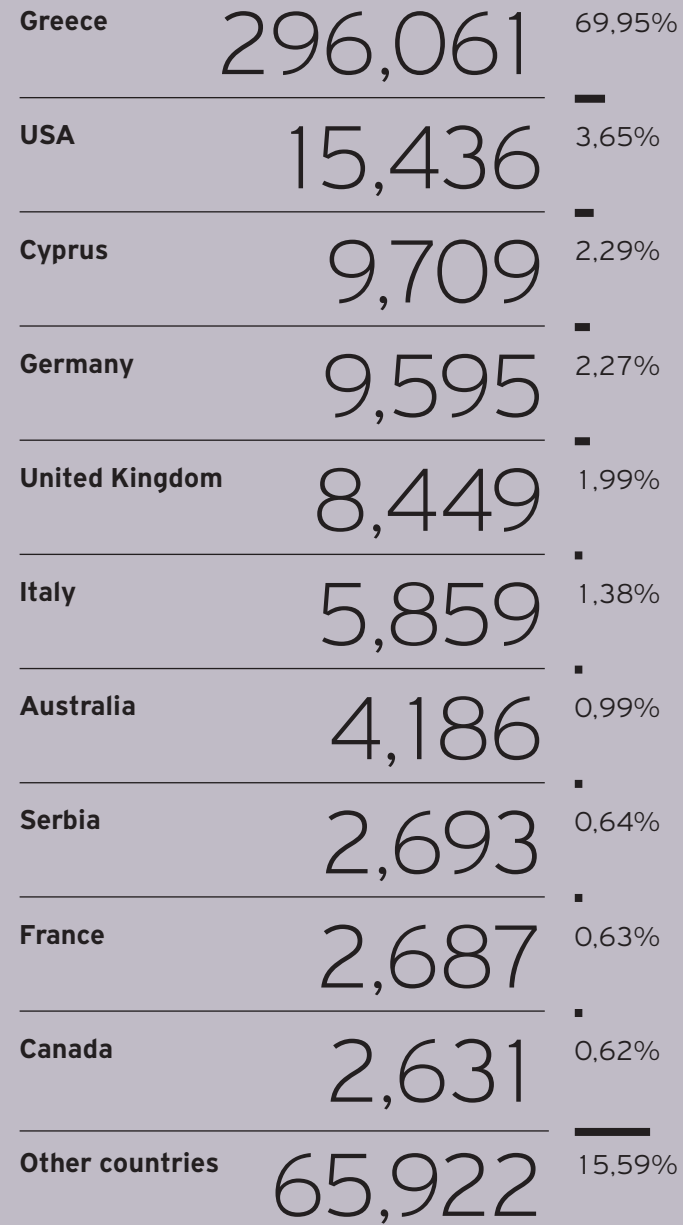 Greece 296,061 69,95%
USA 15,436 3,65%
Cyprus 9,709 2,29%
Germany 9,595 2,27%
United Kingdom 8,449 1,99%
Italy 5,859 1,38%
Australia 4,186 0,99%
Serbia 2,693 0,64%
France 2,687 0,63%
Canada 2,631 0,62%
Other countries 65,922 15,59%